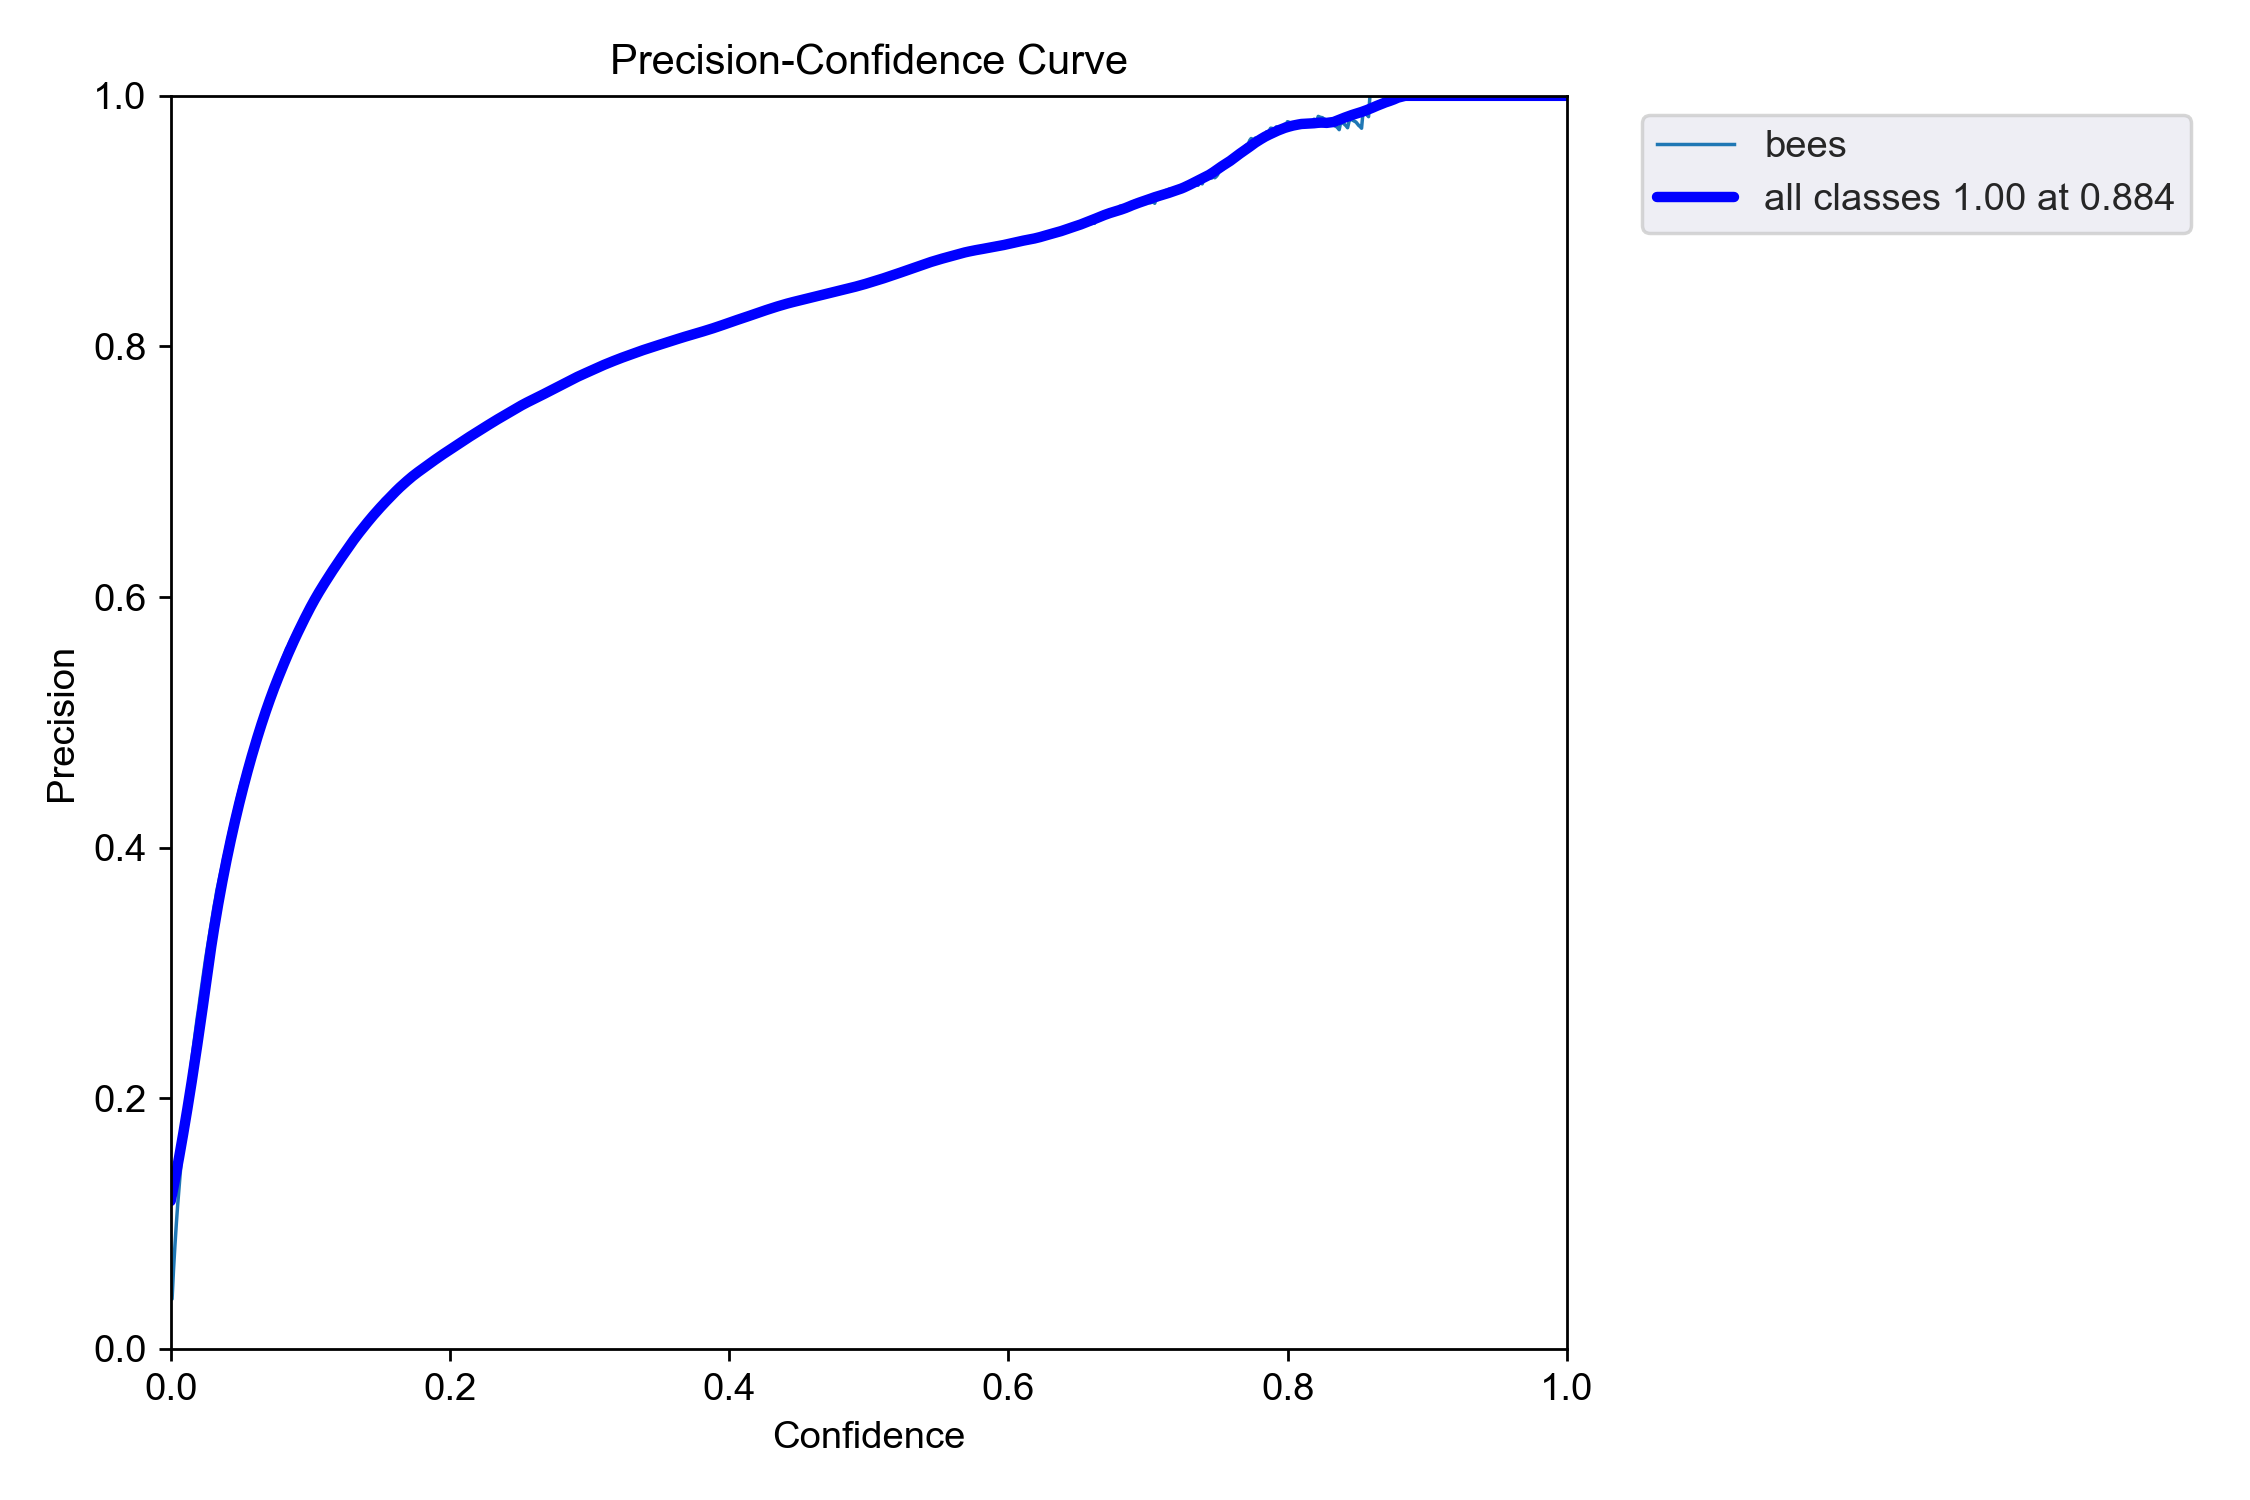 Precision-Confidence Curve
1.0
0.8
0.6
0.4
0.2
0.0
Precision
0.0 0.2 0.4 0.6 0.8 1.0
Confidence
bees
all classes 1.00 at 0.884